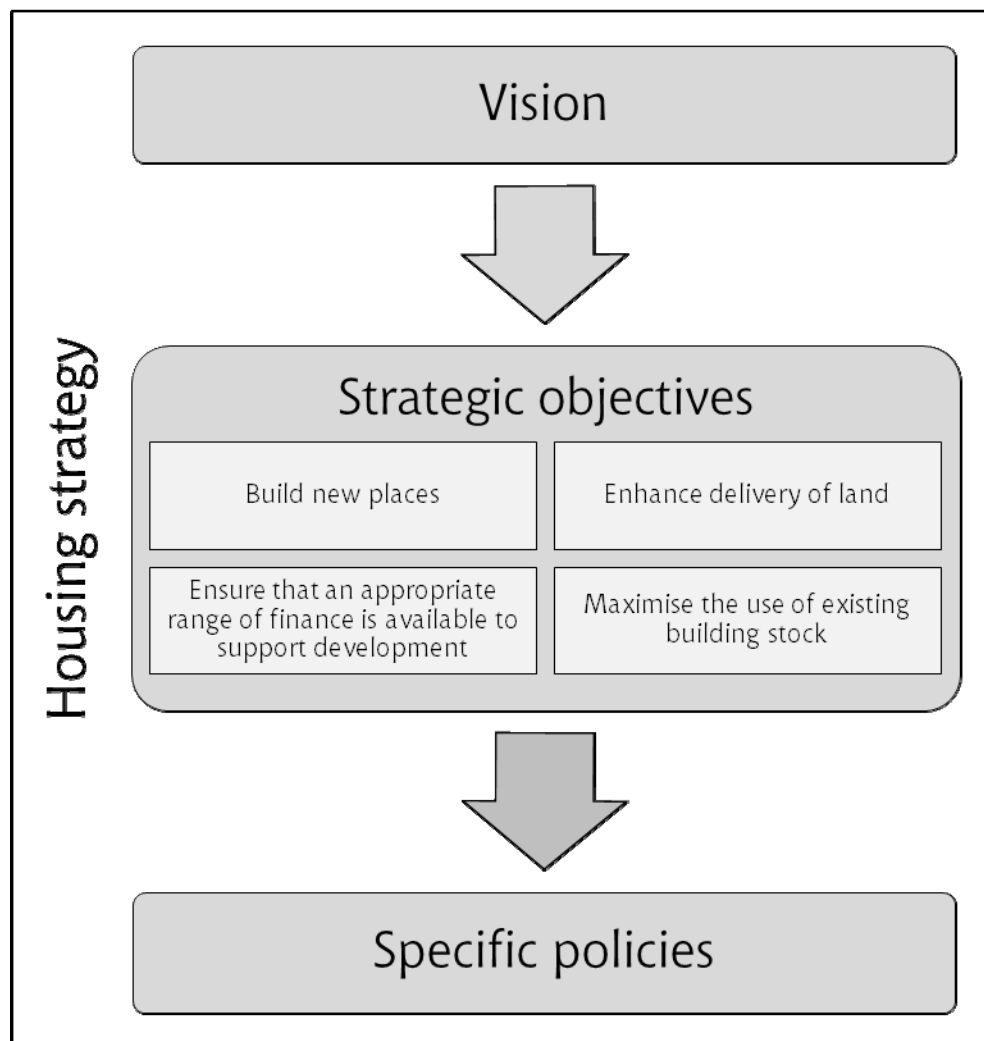 Housing strategy
Vision
Strategic objectives
Build new places
Enhance delivery of land
Ensure that an appropriate
range of finance is available to
support development
Maximise the use of existing
building stock
Specific policies